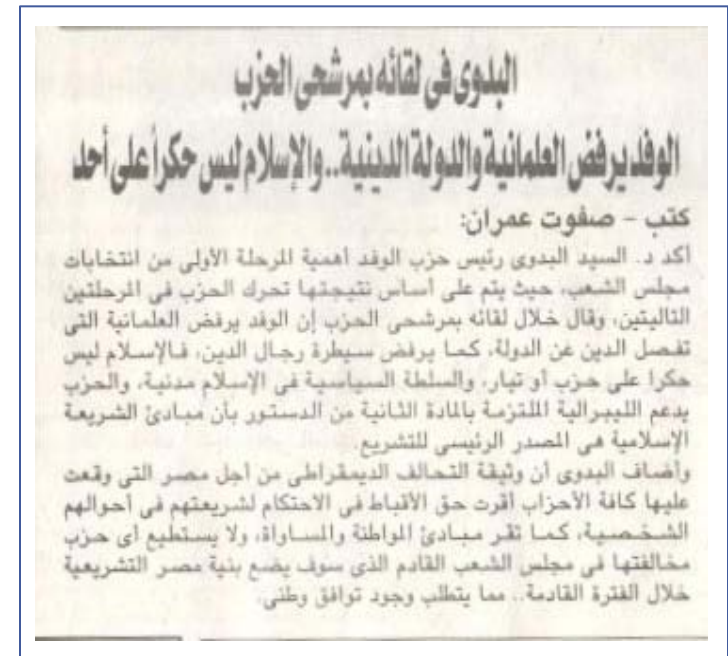 البدوى فى لقائه بمرشحى الحزب
الوفد يرفض العلمانية والدولة الدينية.. والإسلام ليس حكراً على أحد
كتب - صفوت عمران:
أكد د. السيد البدوى رئيس حزب الوفد أهمية المرحلة الأولى من انتخابات
مجلس الشعب، حيث يتم على أساس نتيجتها تحرك الحزب فى المرحلتين
التاليتين، وقال خلال لقائه بمرشحى الحزب إن الوفد يرفض العلمانية التى
تفصل الدين عن الدولة، كما يرفض سيطرة رجال الدين، فالإسلام ليس
حكرا على حزب أو تيار، والسلطة السياسية فى الإسلام مدنية، والحزب
يدعم الليبرالية الملتزمة بالمادة الثانية من الدستور بأن مبادئ الشريعة
الإسلامية هى المصدر الرئيسى للتشريع.
وأضاف البدوى أن وثيقة التحالف الديمقراطى من أجل مصر التى وقعت
عليها كافة الأحزاب أقرت حق الأقباط فى الاحتكام لشريعتهم فى أحوالهم
الشخصية، كما تقر مبادئ المواطنة والمساواة، ولا يستطيع أى حزب
مخالفتها فى مجلس الشعب القادم الذى سوف يضع بنية مصر التشريعية
خلال الفترة القادمة.. مما يتطلب وجود توافق وطنى.